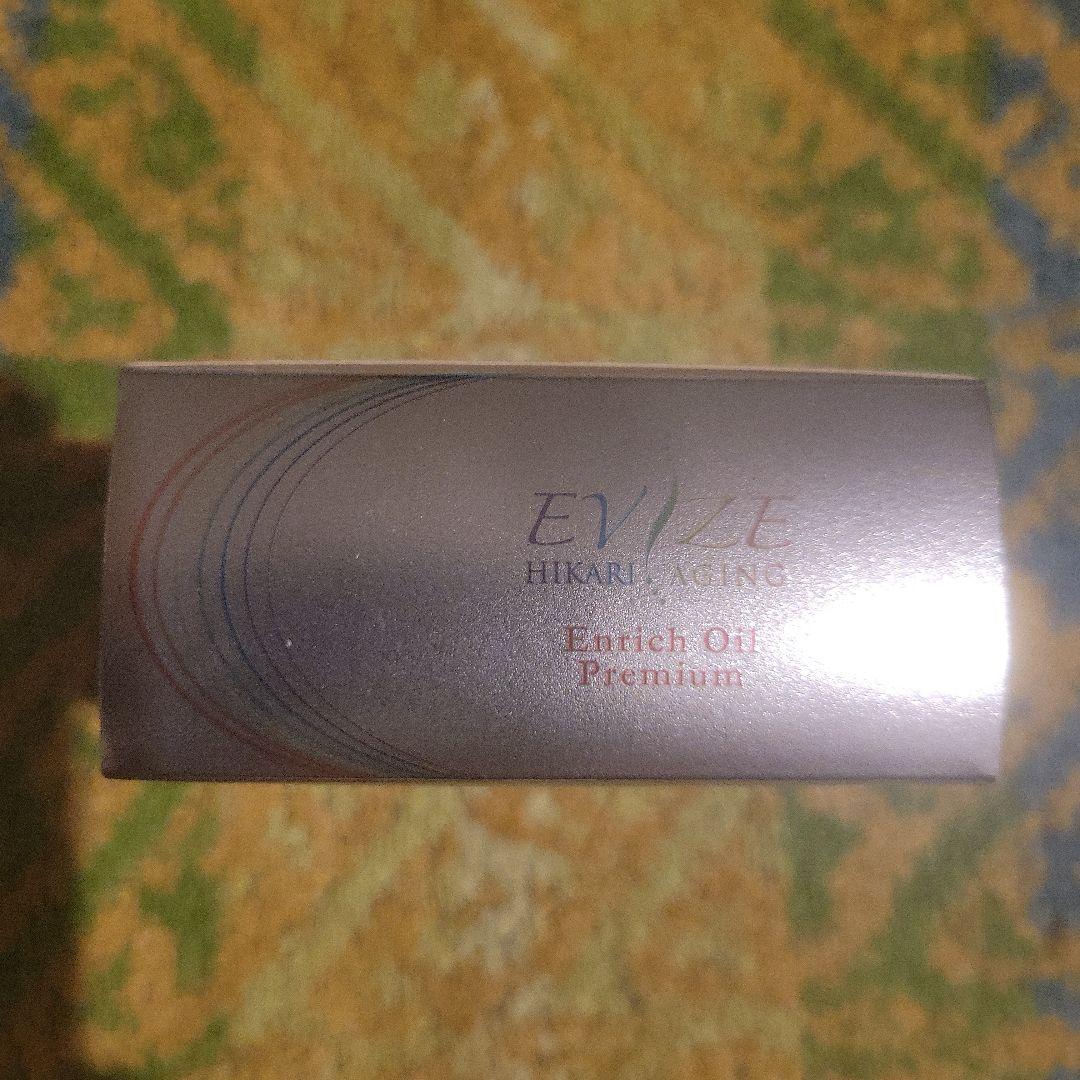 EVIZE
HIKARI AGING
Enrich Oil
Premium